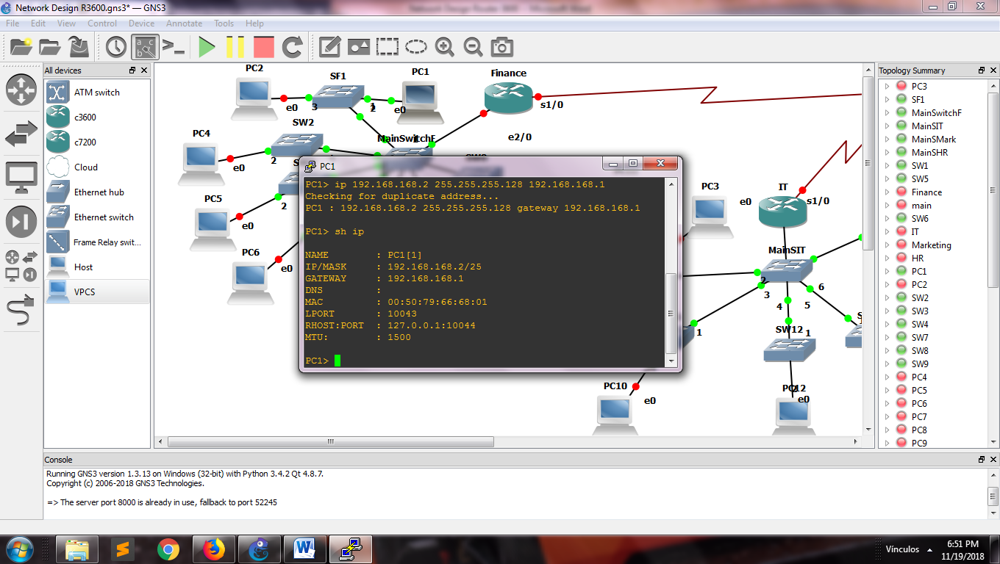 Network Design R3600.gns3* — GNS3
File Edit View Control Device Annotate Tools Help
All devices
ATM switch
c3600
c7200
Cloud
Ethernet hub
Ethernet switch
Frame Relay swit...
Host
VPCS
PC2
SF1
PC1
Finance
e0
3
1
2
e0
s1/0
SW2
MainSwitchF
e2/0
PC4
2
e0
PC5
2
e0
PC6
e0
PC3
e0
IT
s1/0
MainSIT
2
3
4
5
6
1
SW12
1
PC10
e0
PC12
2
e0
PC1
PC1> ip 192.168.168.2 255.255.255.128 192.168.168.1
Checking for duplicate address...
PC1 : 192.168.168.2 255.255.255.128 gateway 192.168.168.1
PC1> sh ip
NAME : PC1[1]
IP/MASK : 192.168.168.2/25
GATEWAY : 192.168.168.1
DNS :
MAC : 00:50:79:66:68:01
LPORT : 10043
RHOST:PORT : 127.0.0.1:10044
MTU: : 1500
PC1>
Topology Summary
PC3
SF1
MainSwitchF
MainSIT
MainSMark
MainSHR
SW1
SW5
Finance
main
SW6
IT
Marketing
HR
PC1
PC2
SW2
SW3
SW4
SW7
SW8
SW9
PC4
PC5
PC6
PC7
PC8
PC9
Console
Running GNS3 version 1.3.13 on Windows (32-bit) with Python 3.4.2 Qt 4.8.7.
Copyright (c) 2006-2018 GNS3 Technologies.
=> The server port 8000 is already in use, fallback to port 52245
Vínculos
6:51 PM
11/19/2018